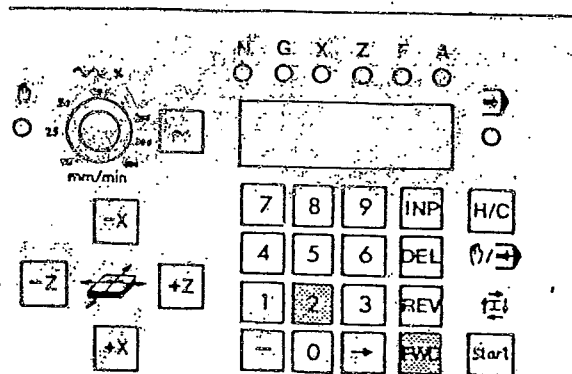 N G X Z F A
mm/min
-X
-Z
+Z
+X
7 8 9 INP H/C
4 5 6 DEL
1 2 3 REV
- 0 → FWD Start